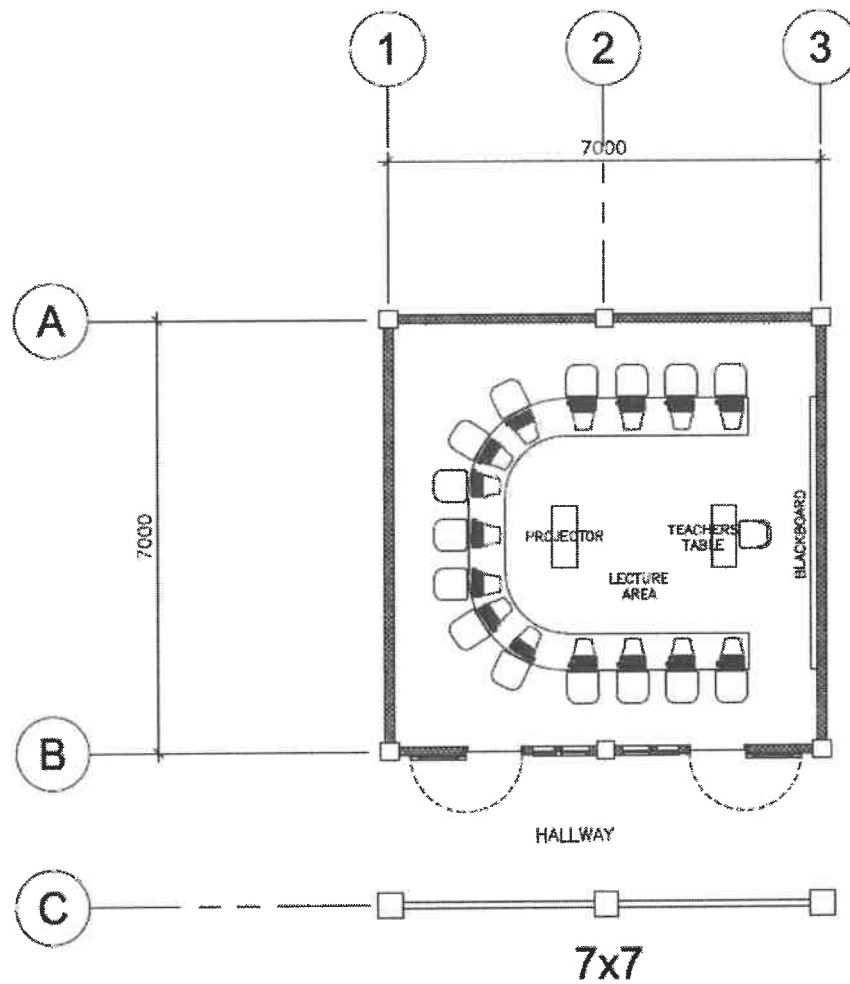 1
2
3
7000
A
7000
PROJECTOR
TEACHERS
TABLE
BLACKBOARD
LECTURE
AREA
B
HALLWAY
C
7x7